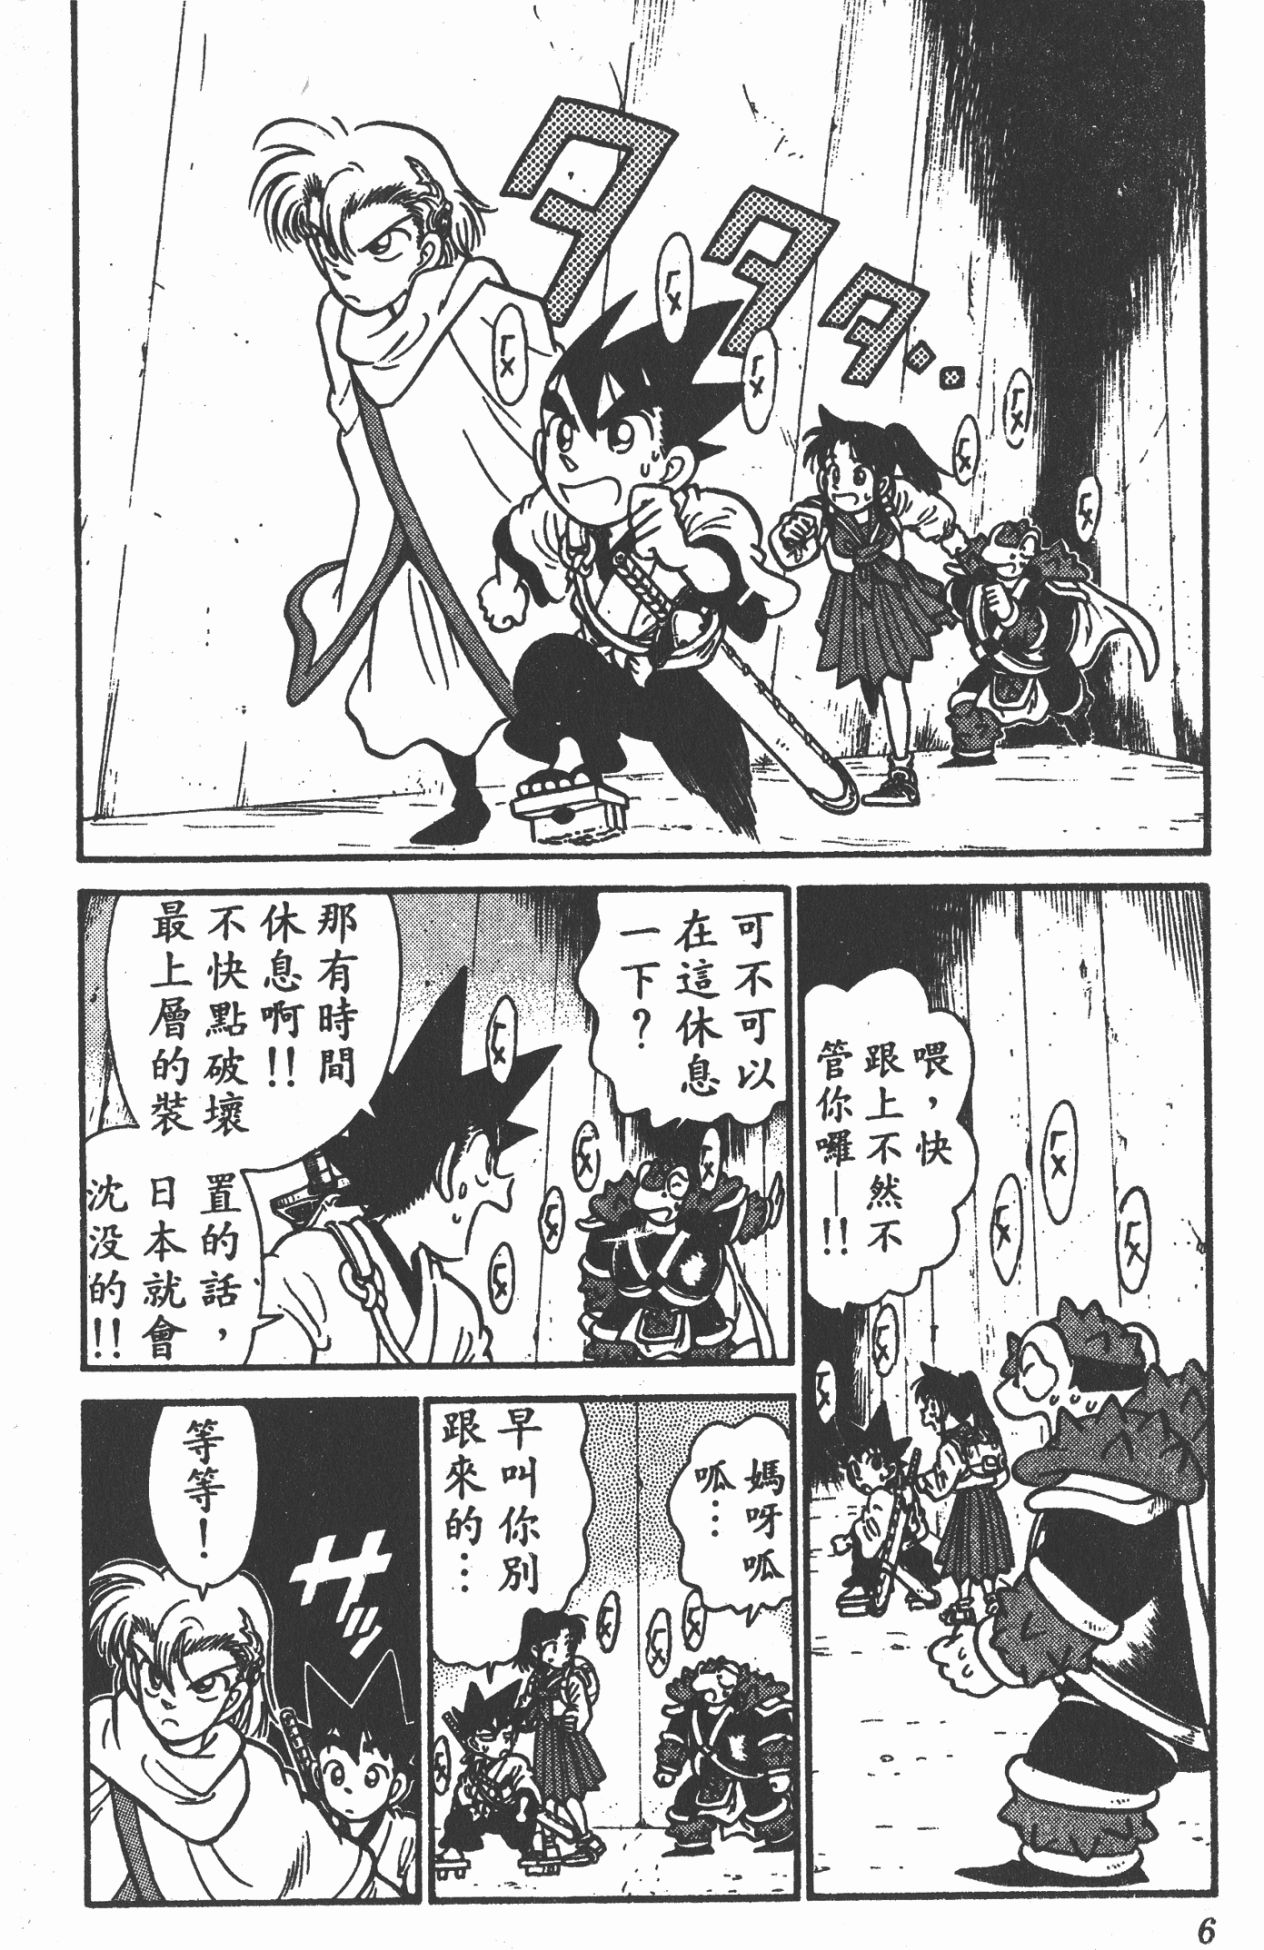 タタタ・・
喂，快
跟上不然不
管你囉—!!
可不可以
在這休息
一下？
那有時間
休息啊!!
不快點破壞
最上層的裝
置的話，
日本就會
沈没的!!
媽呀呱
呱…
早叫你別
跟來的…
等等！
ザッ
6